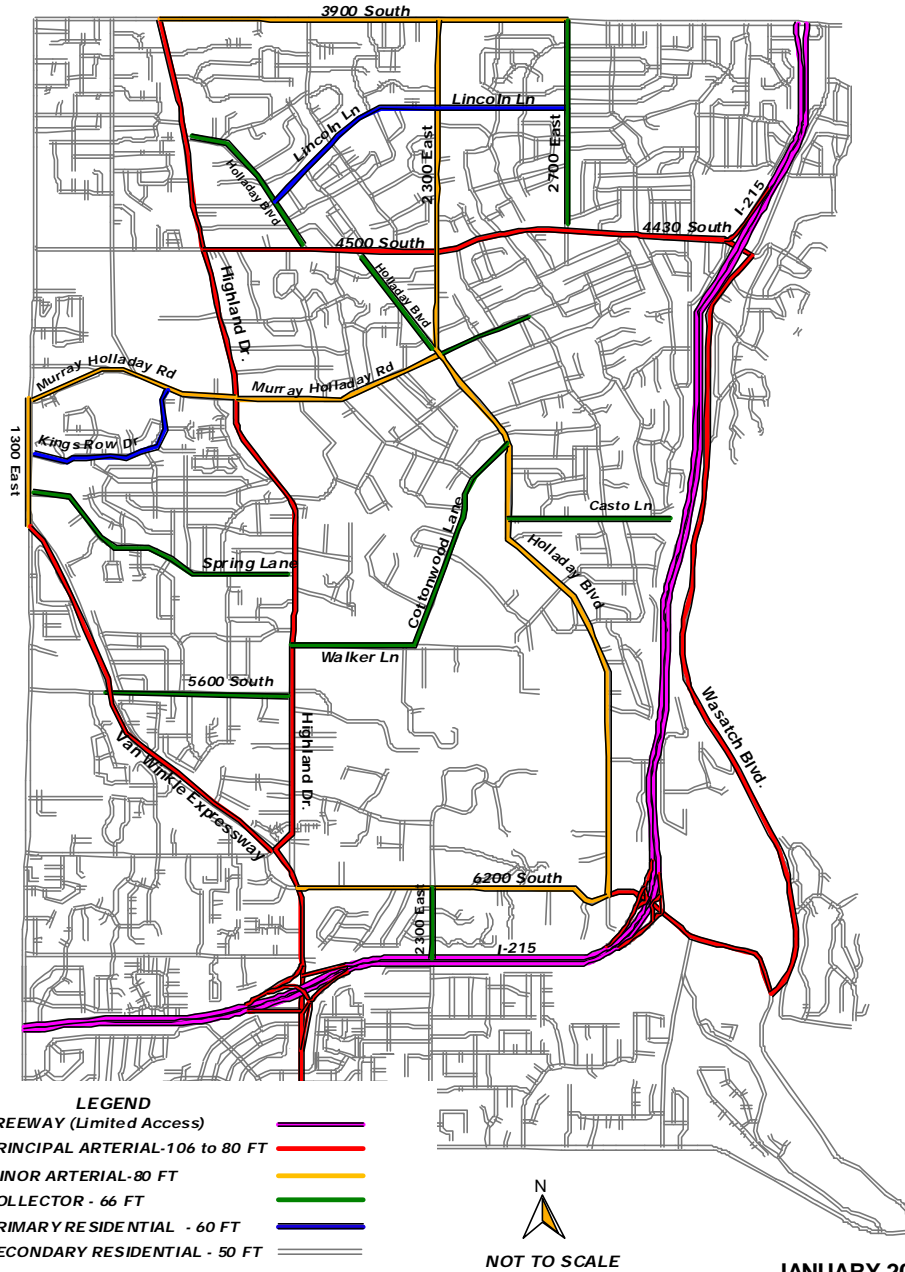 3900 South
Lincoln Ln
Lincoln Ln
2300 East
2700 East
Holladay Blvd
I-215
4430 South
4500 South
Highland Dr.
Holladay Blvd
Murray Holladay Rd
Murray Holladay Rd
1300 East
Kings Row Dr
Cottonwood Lane
Casto Ln
Holladay Blvd
Spring Lane
Walker Ln
5600 South
Wasatch Blvd.
Highland Dr.
Van Winkle Expressway
6200 South
2300 East
I-215
LEGEND
REEWAY (Limited Access)
RINCIPAL ARTERIAL-106 to 80 FT
INOR ARTERIAL-80 FT
OLLECTOR - 66 FT
RIMARY RESIDENTIAL - 60 FT
ECONDARY RESIDENTIAL - 50 FT
N
NOT TO SCALE
JANUARY 20